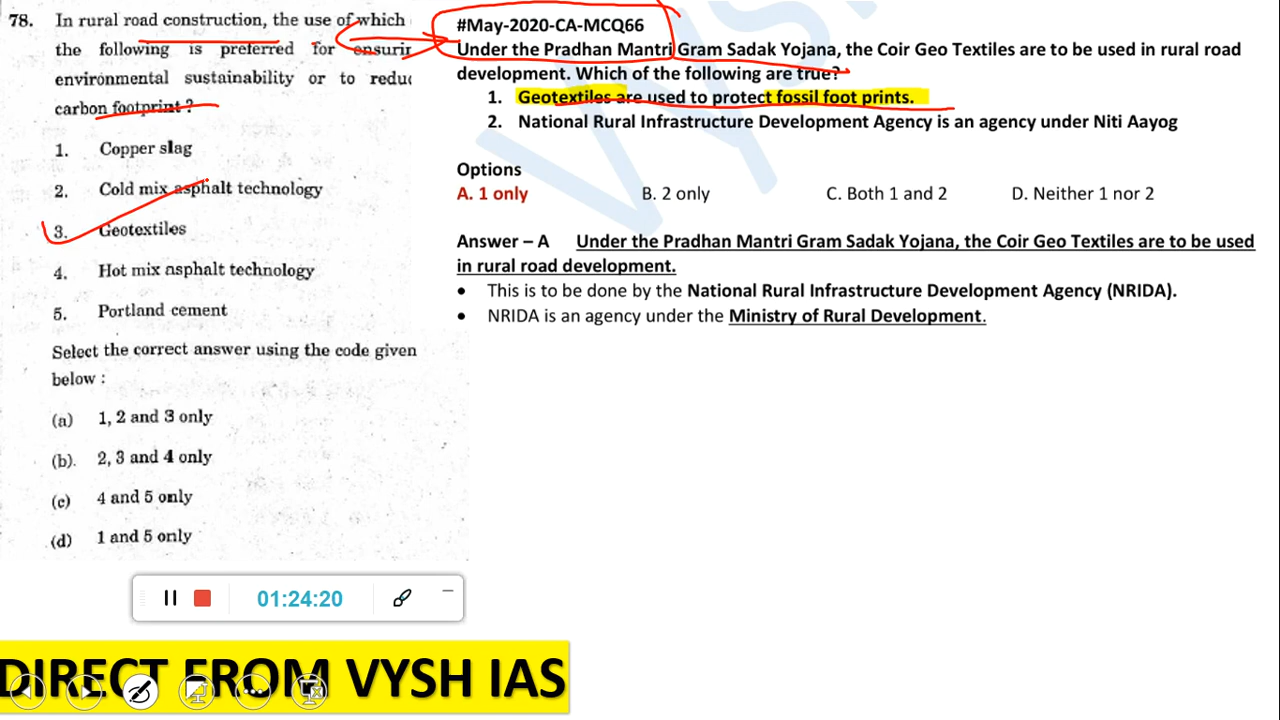 78. In rural road construction, the use of which
the following is preferred for
environmental sustainability or to
carbon footprint ?
1. Copper slag
2. Cold mix asphalt technology
3. Geotextiles
4. Hot mix asphalt technology
5. Portland cement
Select the correct answer using the code given
below :
(a) 1, 2 and 3 only
(b). 2, 3 and 4 only
(c) 4 and 5 only
(d) 1 and 5 only
#May-2020-CA-MCQ66
Under the Pradhan Mantri Gram Sadak Yojana, the Coir Geo Textiles are to be used in rural road
development. Which of the following are true?
1. Geotextiles are used to protect fossil foot prints.
2. National Rural Infrastructure Development Agency is an agency under Niti Aayog
Options
A. 1 only B. 2 only C. Both 1 and 2 D. Neither 1 nor 2
Answer – A Under the Pradhan Mantri Gram Sadak Yojana, the Coir Geo Textiles are to be used
in rural road development.
• This is to be done by the National Rural Infrastructure Development Agency (NRIDA).
• NRIDA is an agency under the Ministry of Rural Development.
01:24:20
DIRECT FROM VYSH IAS